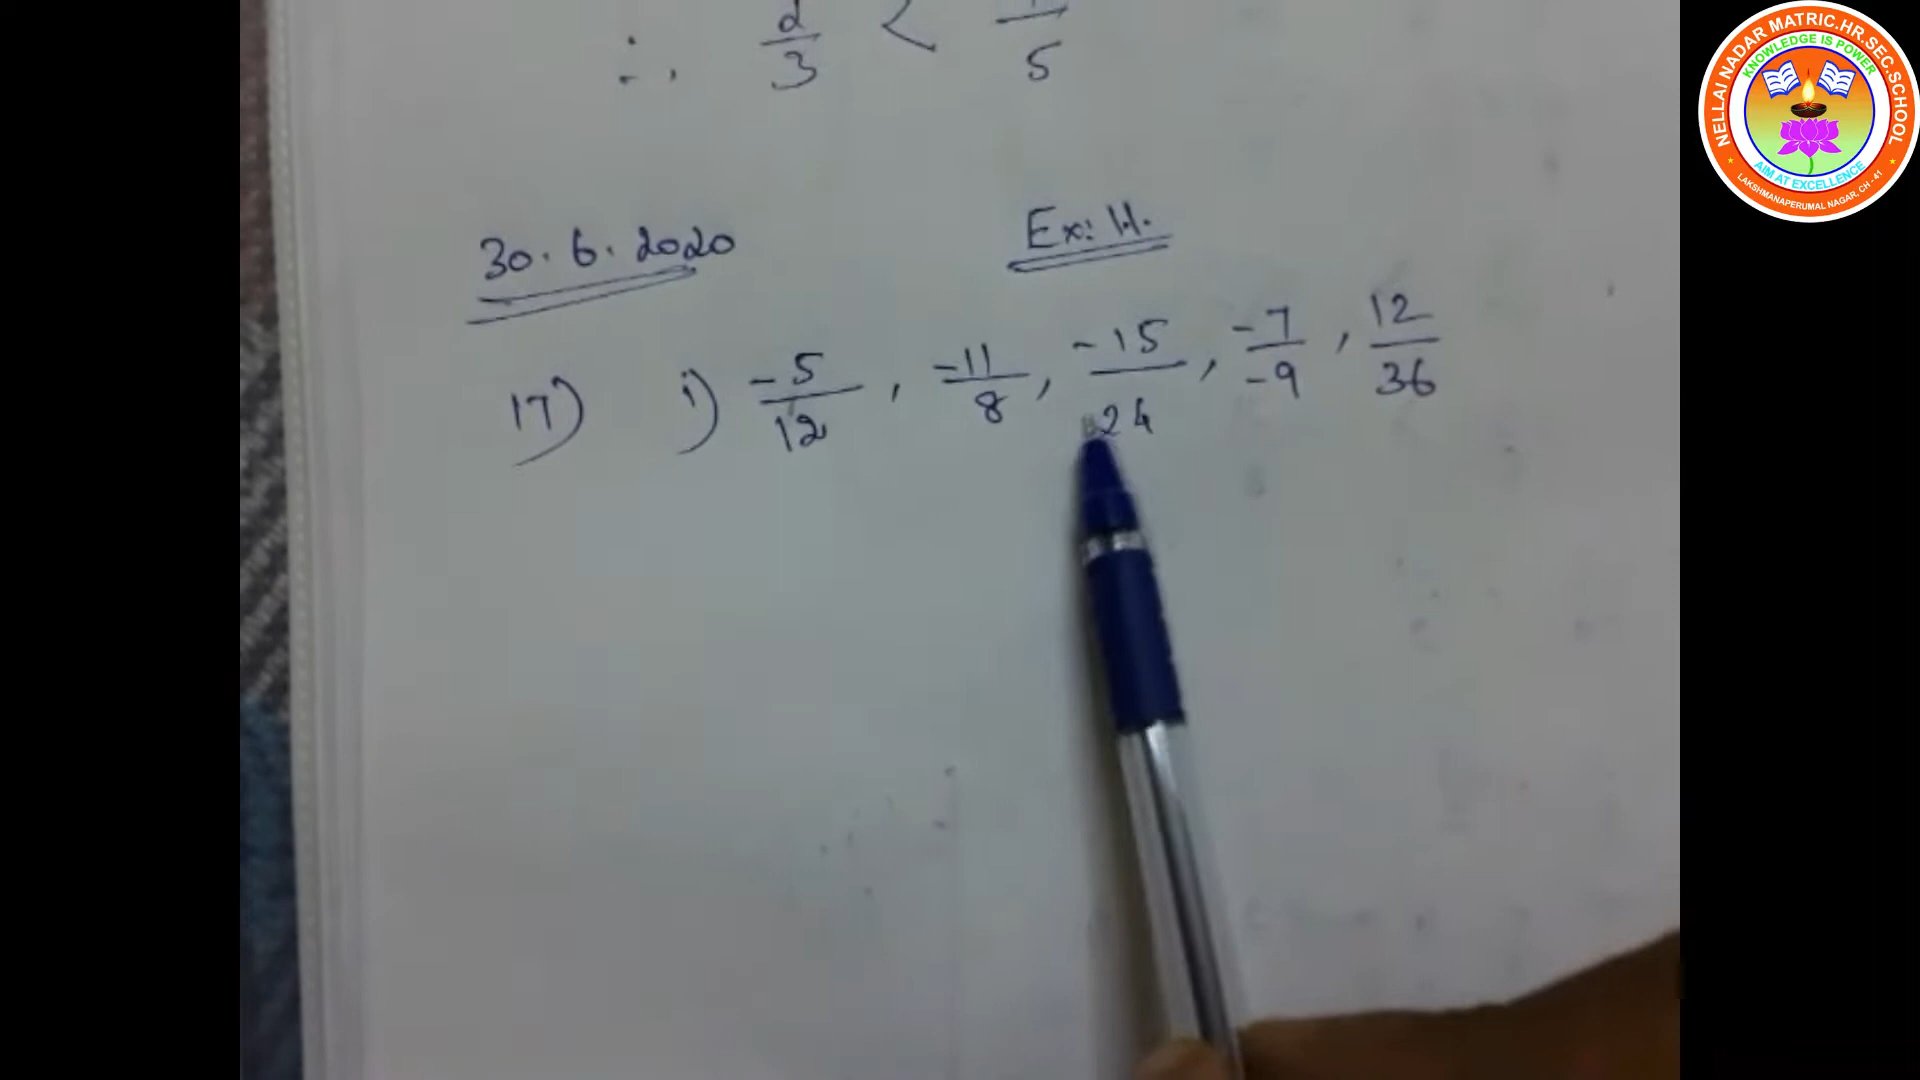 ∴ 2/3 < /5
30.6.2020 Ex: 1.1.
17) i) -5/12 , -11/8 , -15/24 , -7/-9 , 12/36
NELLAI NADAR MATRIC.HR.SEC.SCHOOL
KNOWLEDGE IS POWER
AIM AT EXCELLENCE
LAKSHMANAPERUMAL NAGAR, CH - 41